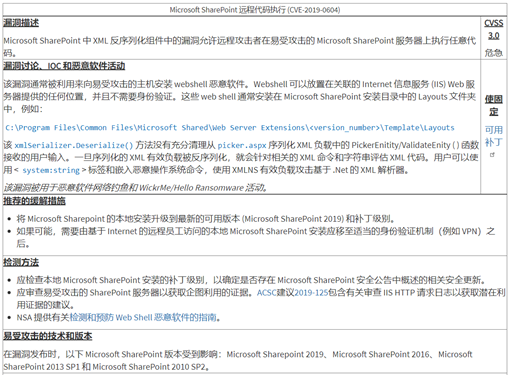 Microsoft SharePoint 远程代码执行 (CVE-2019-0604)
漏洞描述
Microsoft SharePoint 中 XML 反序列化组件中的漏洞允许远程攻击者在易受攻击的 Microsoft SharePoint 服务器上执行任意代
码。
CVSS
3.0
危急
漏洞讨论、IOC 和恶意软件活动
该漏洞通常被利用来向易受攻击的主机安装 webshell 恶意软件。Webshell 可以放置在关联的 Internet 信息服务 (IIS) Web 服
务器提供的任何位置，并且不需要身份验证。这些 web shell 通常安装在 Microsoft SharePoint 安装目录中的 Layouts 文件夹
中，例如：
C:\Program Files\Common Files\Microsoft Shared\Web Server Extensions\<version_number>\Template\Layouts
该 xmlSerializer.Deserialize() 方法没有充分清理从 picker.aspx 序列化 XML 负载中的 PickerEnitity/ValidateEnity ( ) 函数
接收的用户输入。一旦序列化的 XML 有效负载被反序列化，就会针对相关的 XML 命令和字符串评估 XML 代码。用户可以使
用 < system:string > 标签和嵌入恶意操作系统命令，使用 XMLNS 有效负载攻击基于 .Net 的 XML 解析器。
该漏洞被用于恶意软件网络钓鱼和 WickrMe/Hello Ransomware 活动。
使固
定
可用
补丁
推荐的缓解措施
• 将 Microsoft Sharepoint 的本地安装升级到最新的可用版本 (Microsoft SharePoint 2019) 和补丁级别。
• 如果可能，需要由基于 Internet 的远程员工访问的本地 Microsoft SharePoint 安装应移至适当的身份验证机制（例如 VPN）之
后。
检测方法
• 应检查本地 Microsoft SharePoint 安装的补丁级别，以确定是否存在 Microsoft 安全公告中概述的相关安全更新。
• 应审查易受攻击的 SharePoint 服务器以获取企图利用的证据。ACSC建议2019-125包含有关审查 IIS HTTP 请求日志以获取潜在利
用证据的建议。
• NSA 提供有关检测和预防 Web Shell 恶意软件的指南。
易受攻击的技术和版本
在漏洞发布时，以下 Microsoft SharePoint 版本受到影响：Microsoft Sharepoint 2019、Microsoft SharePoint 2016、Microsoft
SharePoint 2013 SP1 和 Microsoft SharePoint 2010 SP2。